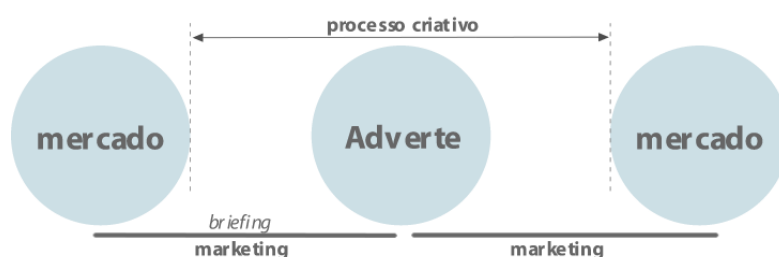 processo criativo
mercado
Adverte
mercado
briefing
marketing
marketing